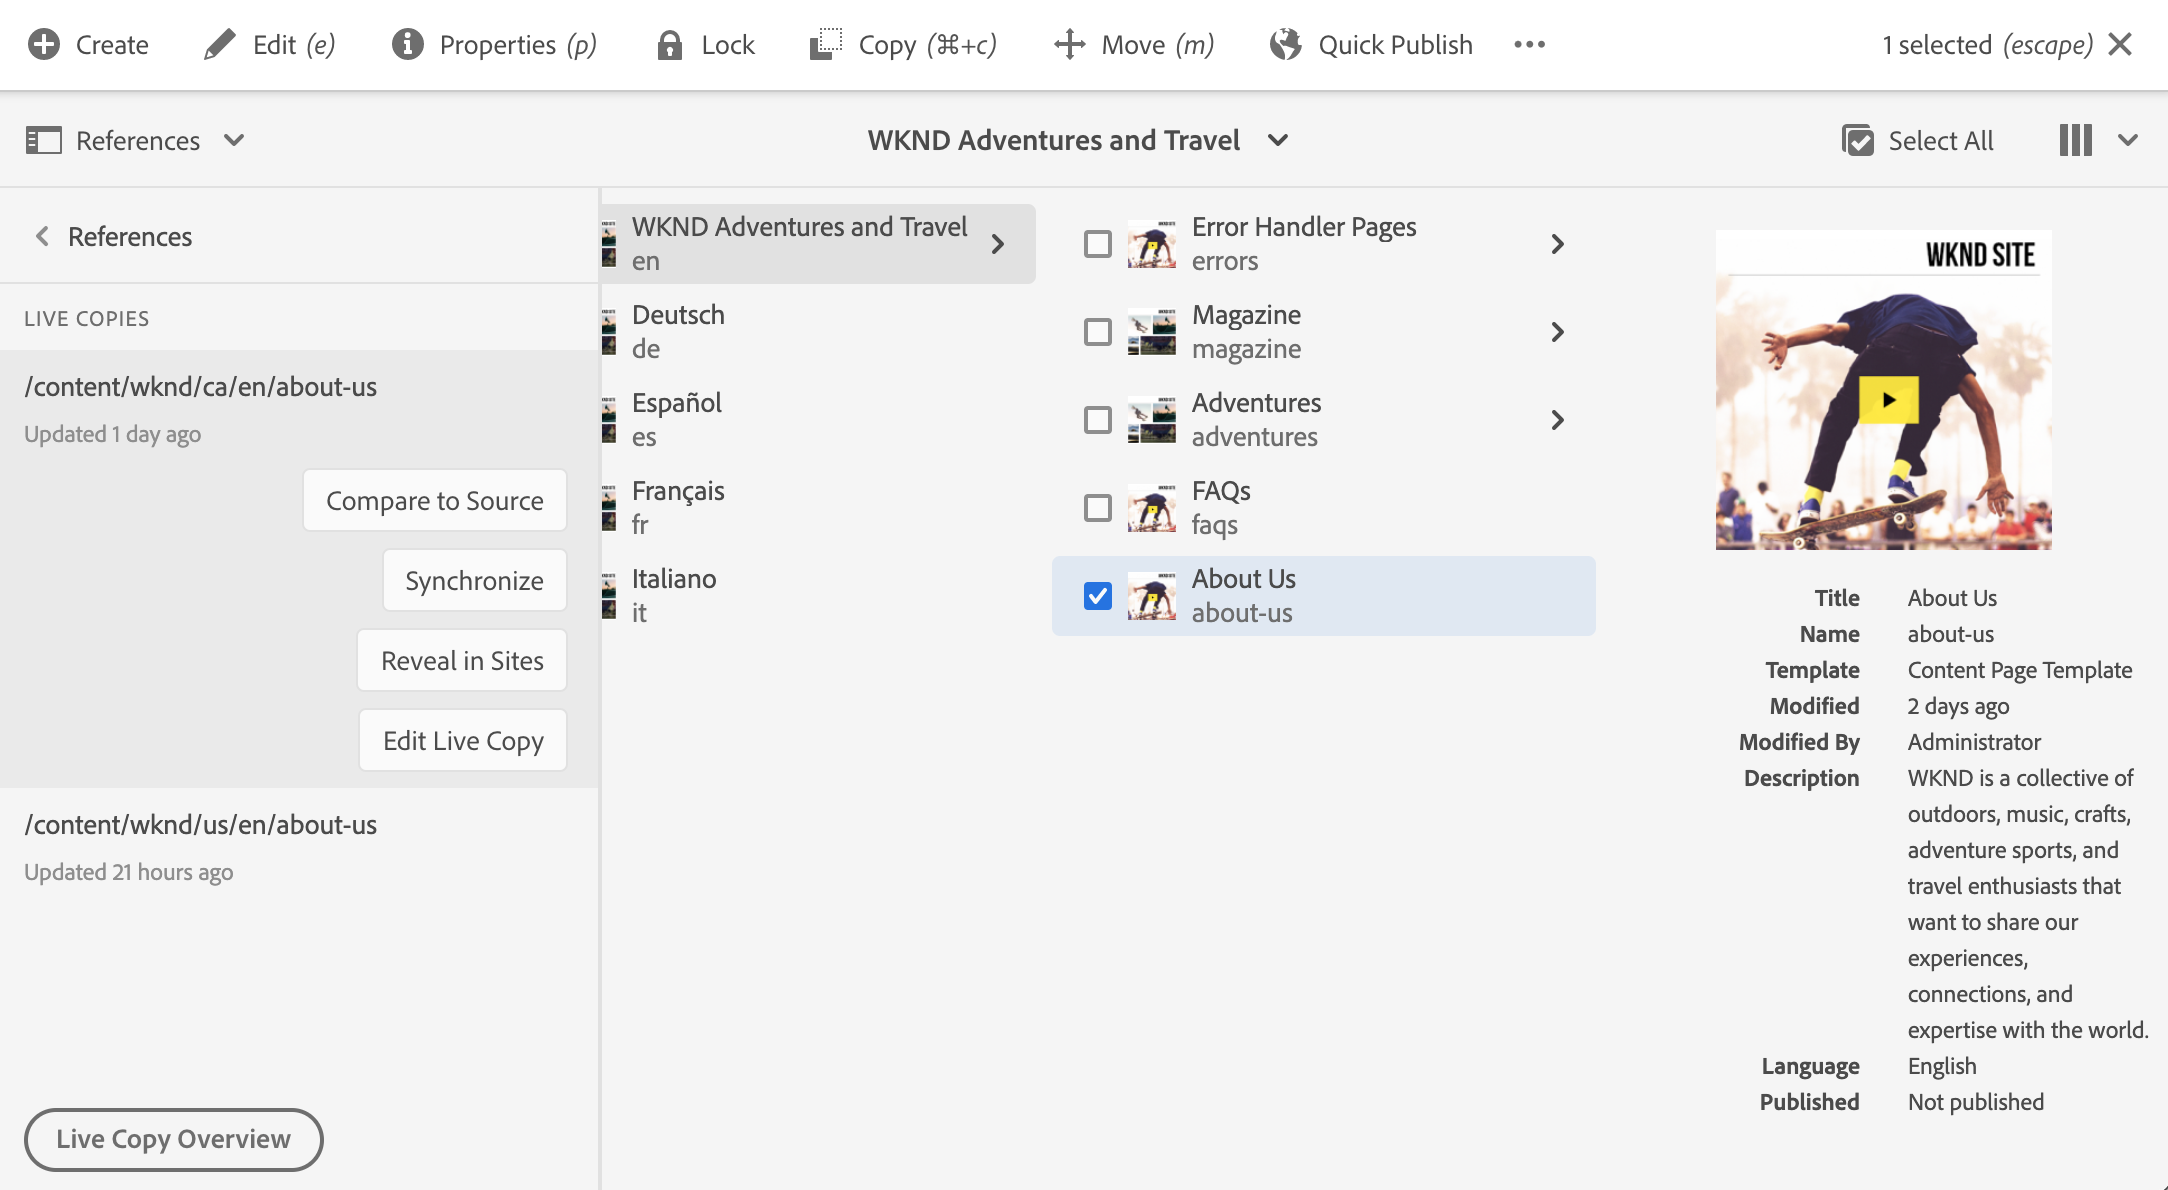 Create
Edit (e)
Properties (p)
Lock
Copy (⌘+c)
Move (m)
Quick Publish
1 selected (escape)
References
WKND Adventures and Travel
Select All
References
LIVE COPIES
/content/wknd/ca/en/about-us
Updated 1 day ago
Compare to Source
Synchronize
Reveal in Sites
Edit Live Copy
/content/wknd/us/en/about-us
Updated 21 hours ago
Live Copy Overview
WKND Adventures and Travel
en
Deutsch
de
Español
es
Français
fr
Italiano
it
Error Handler Pages
errors
Magazine
magazine
Adventures
adventures
FAQs
faqs
About Us
about-us
WKND SITE
Title About Us
Name about-us
Template Content Page Template
Modified 2 days ago
Modified By Administrator
Description WKND is a collective of
outdoors, music, crafts,
adventure sports, and
travel enthusiasts that
want to share our
experiences,
connections, and
expertise with the world.
Language English
Published Not published